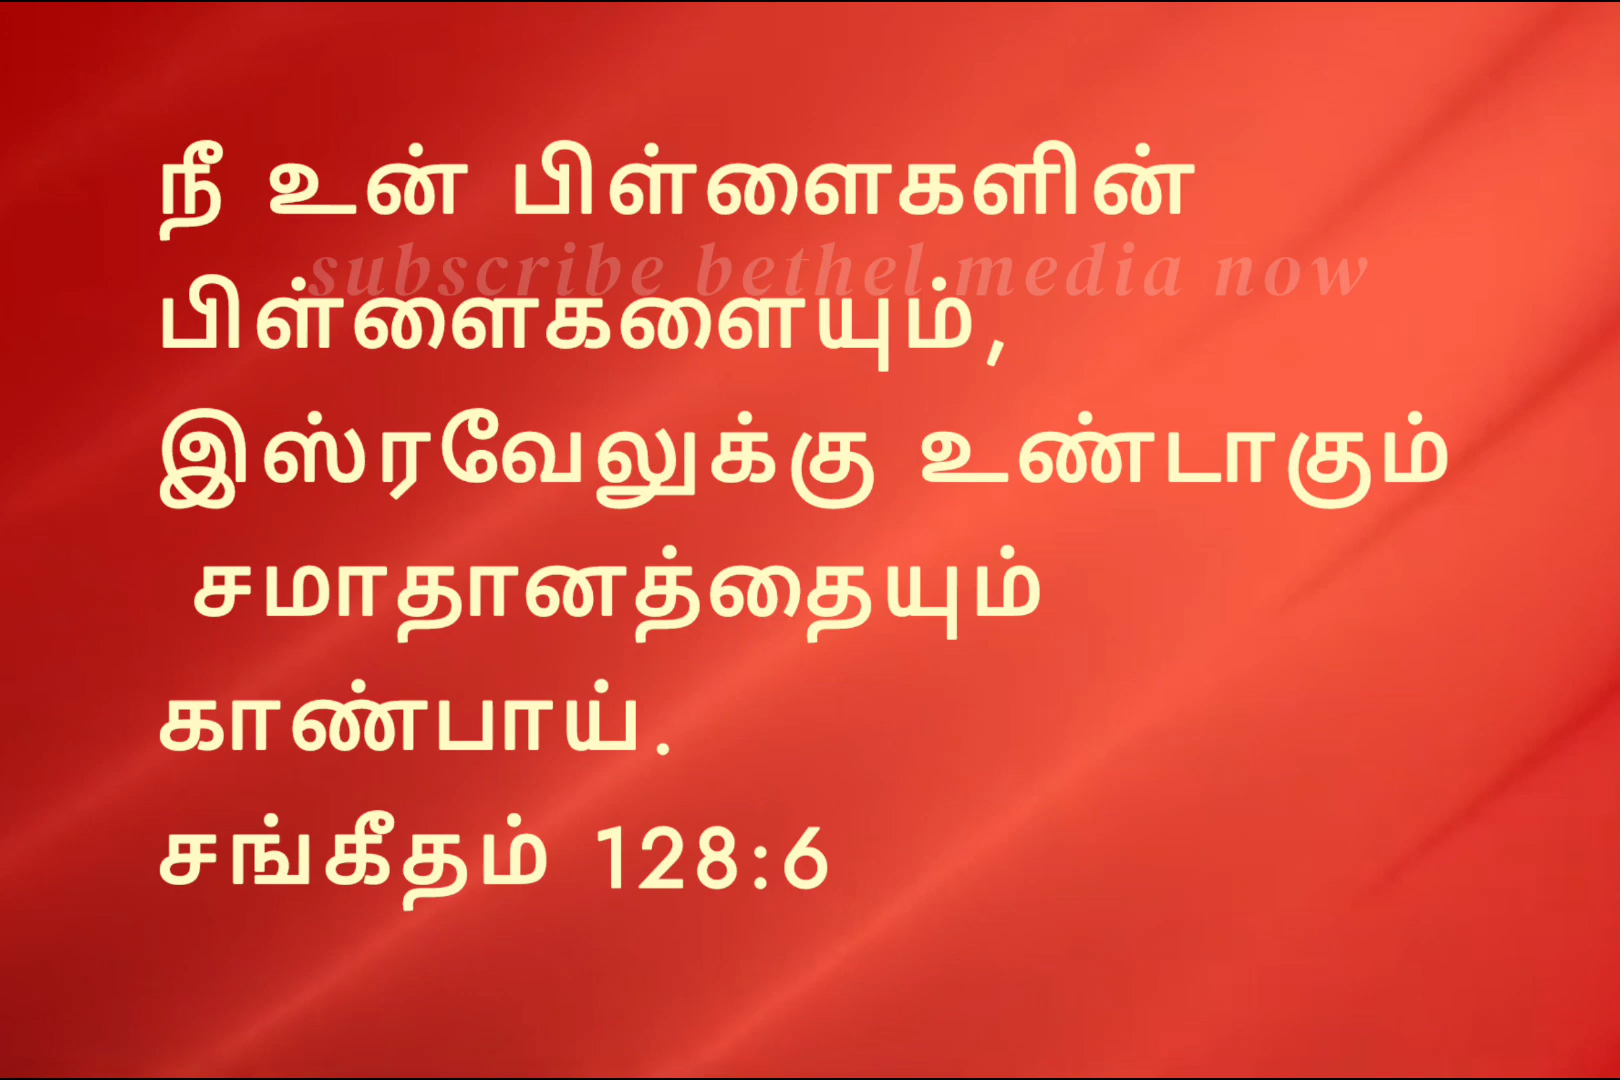 நீ உன் பிள்ளைகளின்
subscribe bethel media now
பிள்ளைகளையும்,
இஸ்ரவேலுக்கு உண்டாகும்
சமாதானத்தையும்
காண்பாய்.
சங்கீதம் 128:6